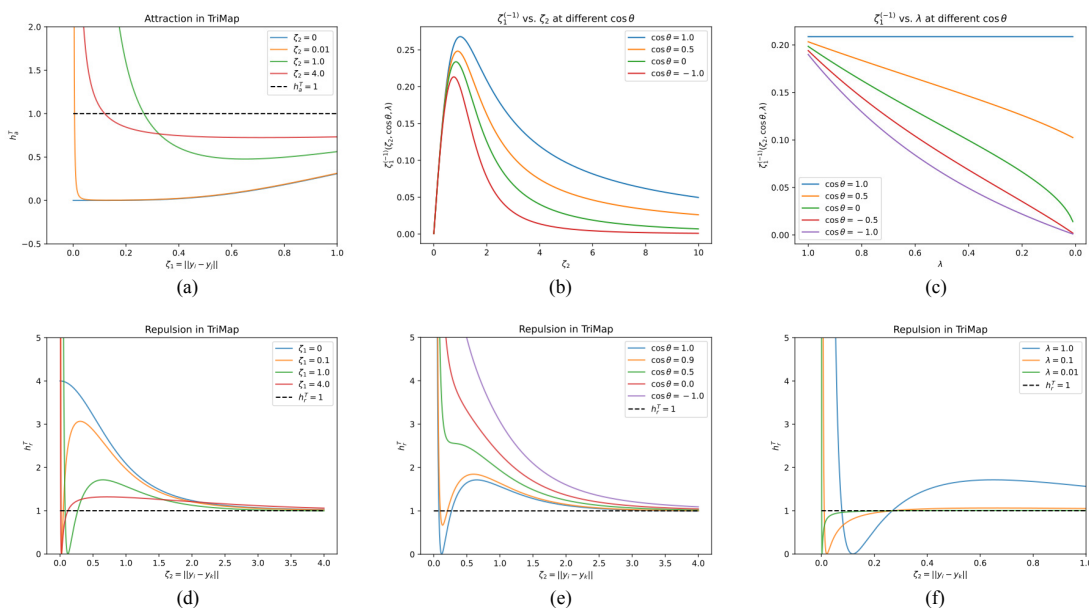 Attraction in TriMap
2.0
1.5
1.0
0.5
0.0
−0.5
h_a^T
0.0 0.2 0.4 0.6 0.8 1.0
ζ₁ = ||y_i − y_j||
ζ₂ = 0
ζ₂ = 0.01
ζ₂ = 1.0
ζ₂ = 4.0
h_a^T = 1
(a)
ζ₁^(−1) vs. ζ₂ at different cos θ
0.25
0.20
0.15
0.10
0.05
0.00
ζ₁^(−1)(ζ₂, cos θ, λ)
0 2 4 6 8 10
ζ₂
cos θ = 1.0
cos θ = 0.5
cos θ = 0
cos θ = −1.0
(b)
ζ₁^(−1) vs. λ at different cos θ
0.20
0.15
0.10
0.05
0.00
ζ₁^(−1)(ζ₂, cos θ, λ)
1.0 0.8 0.6 0.4 0.2 0.0
λ
cos θ = 1.0
cos θ = 0.5
cos θ = 0
cos θ = −0.5
cos θ = −1.0
(c)
Repulsion in TriMap
5
4
3
2
1
0
h_r^T
0.0 0.5 1.0 1.5 2.0 2.5 3.0 3.5 4.0
ζ₂ = ||y_i − y_k||
ζ₁ = 0
ζ₁ = 0.1
ζ₁ = 1.0
ζ₁ = 4.0
h_r^T = 1
(d)
Repulsion in TriMap
5
4
3
2
1
0
h_r^T
0.0 0.5 1.0 1.5 2.0 2.5 3.0 3.5 4.0
ζ₂ = ||y_i − y_k||
cos θ = 1.0
cos θ = 0.9
cos θ = 0.5
cos θ = 0.0
cos θ = −1.0
h_r^T = 1
(e)
Repulsion in TriMap
5
4
3
2
1
0
h_r^T
0.0 0.2 0.4 0.6 0.8 1.0
ζ₂ = ||y_i − y_k||
λ = 1.0
λ = 0.1
λ = 0.01
h_r^T = 1
(f)